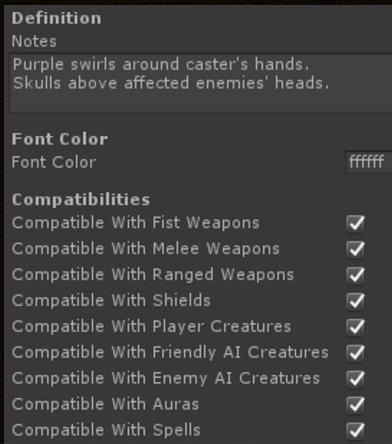 Definition
Notes
Purple swirls around caster's hands.
Skulls above affected enemies' heads.
Font Color
Font Color ffffff
Compatibilities
Compatible With Fist Weapons
Compatible With Melee Weapons
Compatible With Ranged Weapons
Compatible With Shields
Compatible With Player Creatures
Compatible With Friendly AI Creatures
Compatible With Enemy AI Creatures
Compatible With Auras
Compatible With Spells